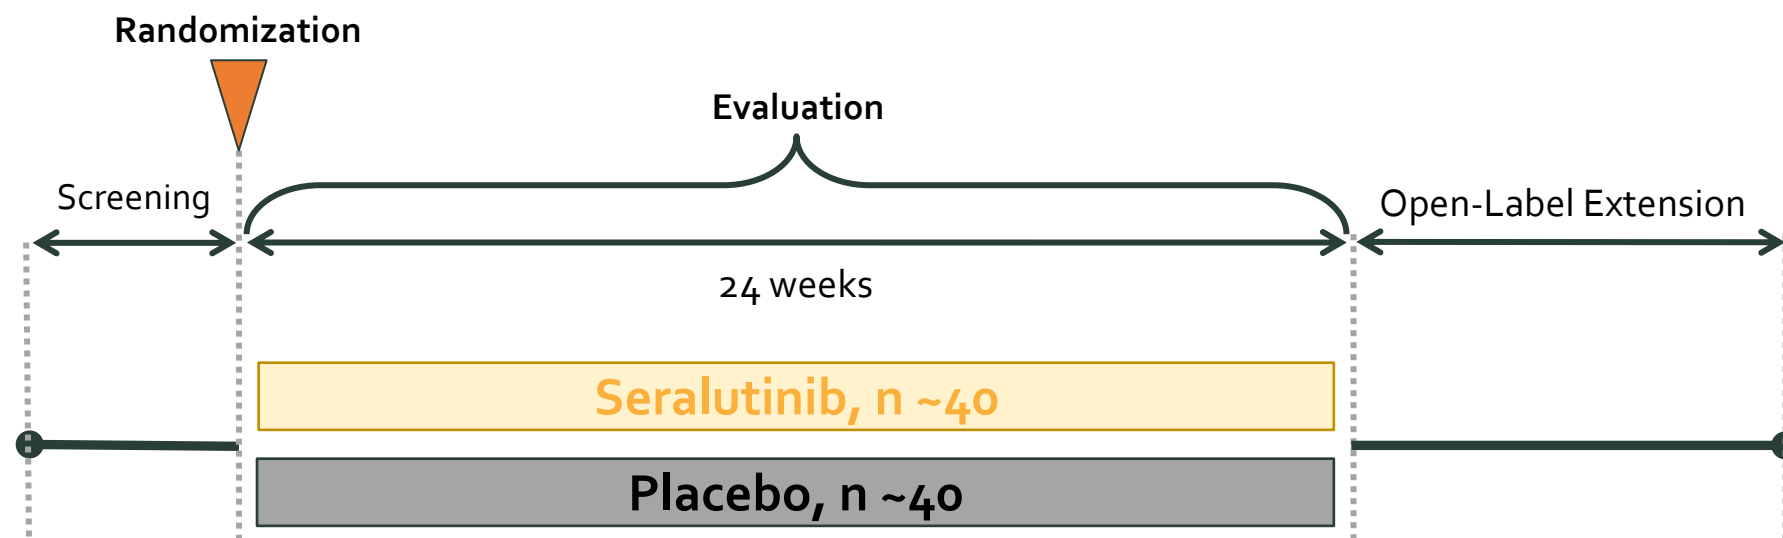 Randomization
Evaluation
Screening
Open-Label Extension
24 weeks
Seralutinib, n ~40
Placebo, n ~40